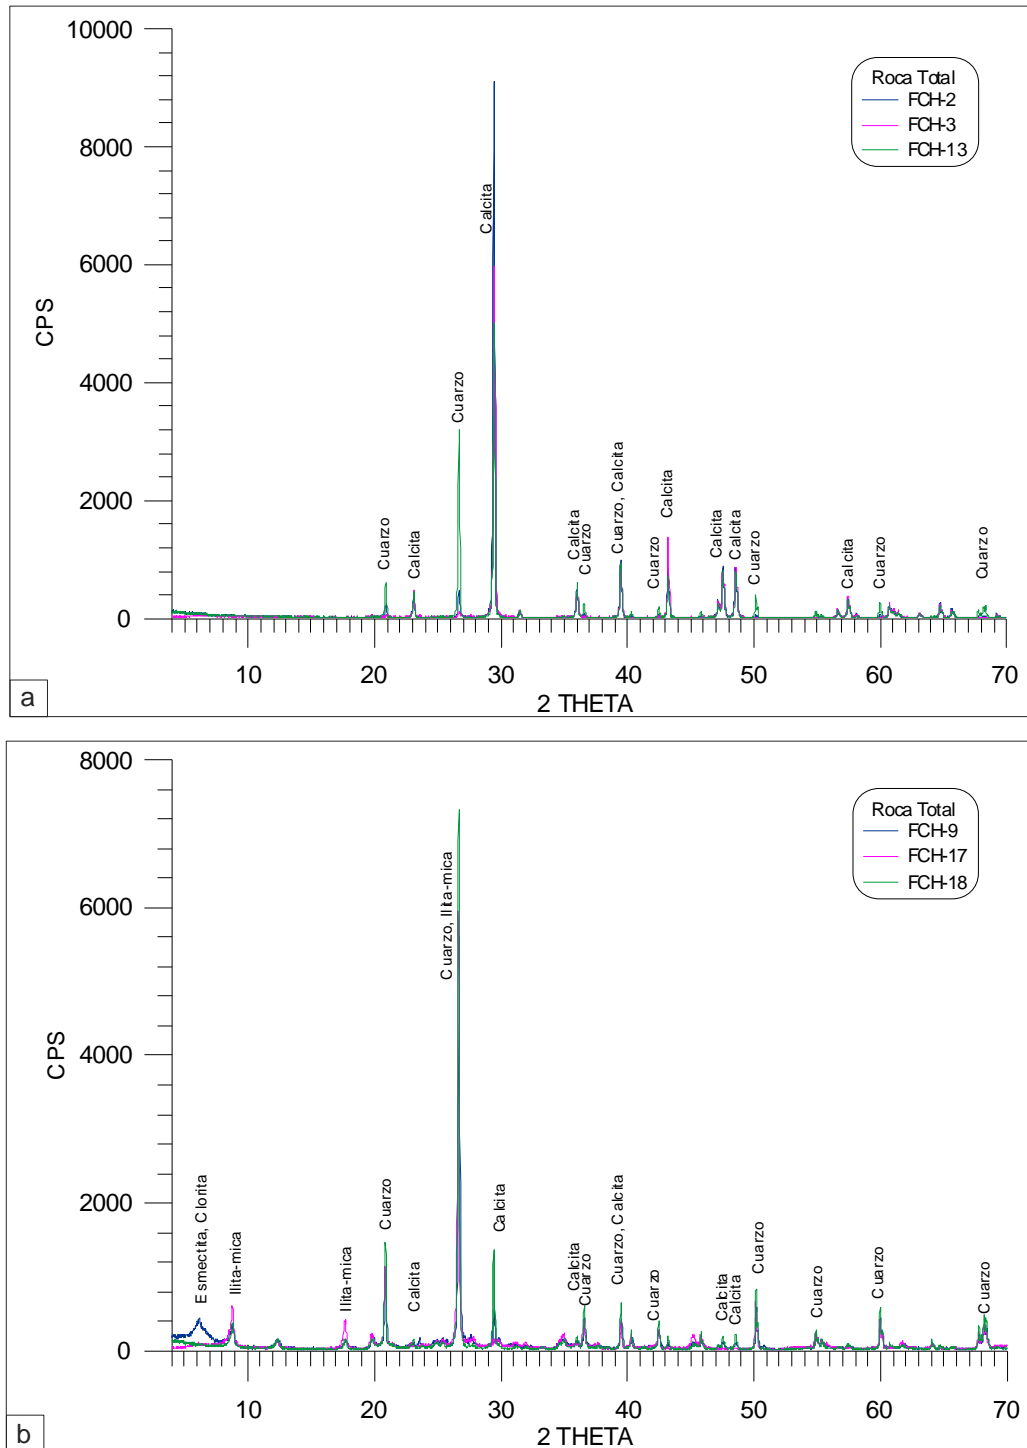 10000
8000
6000
4000
2000
0
CPS
Roca Total
FCH-2
FCH-3
FCH-13
Cuarzo
Calcita
Cuarzo
Calcita
Calcita
Cuarzo
Cuarzo, Calcita
Cuarzo
Calcita
Calcita
Calcita
Cuarzo
Calcita
Cuarzo
Cuarzo
10 20 30 40 50 60 70
2 THETA
a
8000
6000
4000
2000
0
CPS
Roca Total
FCH-9
FCH-17
FCH-18
Esmectita, Clorita
Ilita-mica
Ilita-mica
Cuarzo
Calcita
Cuarzo, Ilita-mica
Calcita
Calcita
Cuarzo
Cuarzo, Calcita
Cuarzo
Calcita
Calcita
Cuarzo
Cuarzo
Cuarzo
Cuarzo
10 20 30 40 50 60 70
2 THETA
b